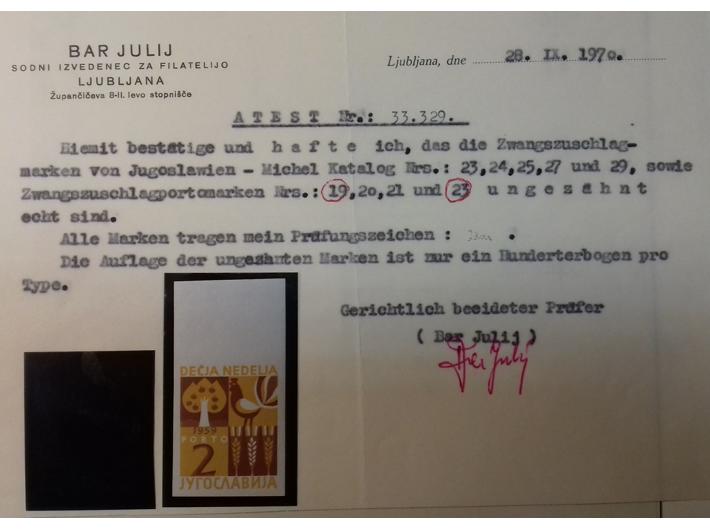 BAR JULIJ
SODNI IZVEDENEC ZA FILATELIJO
LJUBLJANA
Župančičeva 8-II. levo stopnišče
Ljubljana, dne 28. IX. 1970.
A T E S T Nr.: 33.329.
Hiemit bestätige und h a f t e ich, das die Zwangszuschlag-
marken von Jugoslawien - Michel Katalog Nrs.: 23,24,25,27 und 29, sowie
Zwangszuschlagportomarken Nrs.: 19,20,21 und 23 u n g e z ä h n t
echt sind.
Alle Marken tragen mein Prüfungszeichen : .
Die Auflage der ungezahnten Marken ist nur ein Hunderterbogen pro
Type.
Gerichtlich beeideter Prüfer
( Bar Julij )
Bar Julij
DEČJA NEDELJA
1959
PORTO
2
ЈУГОСЛАВИЈА